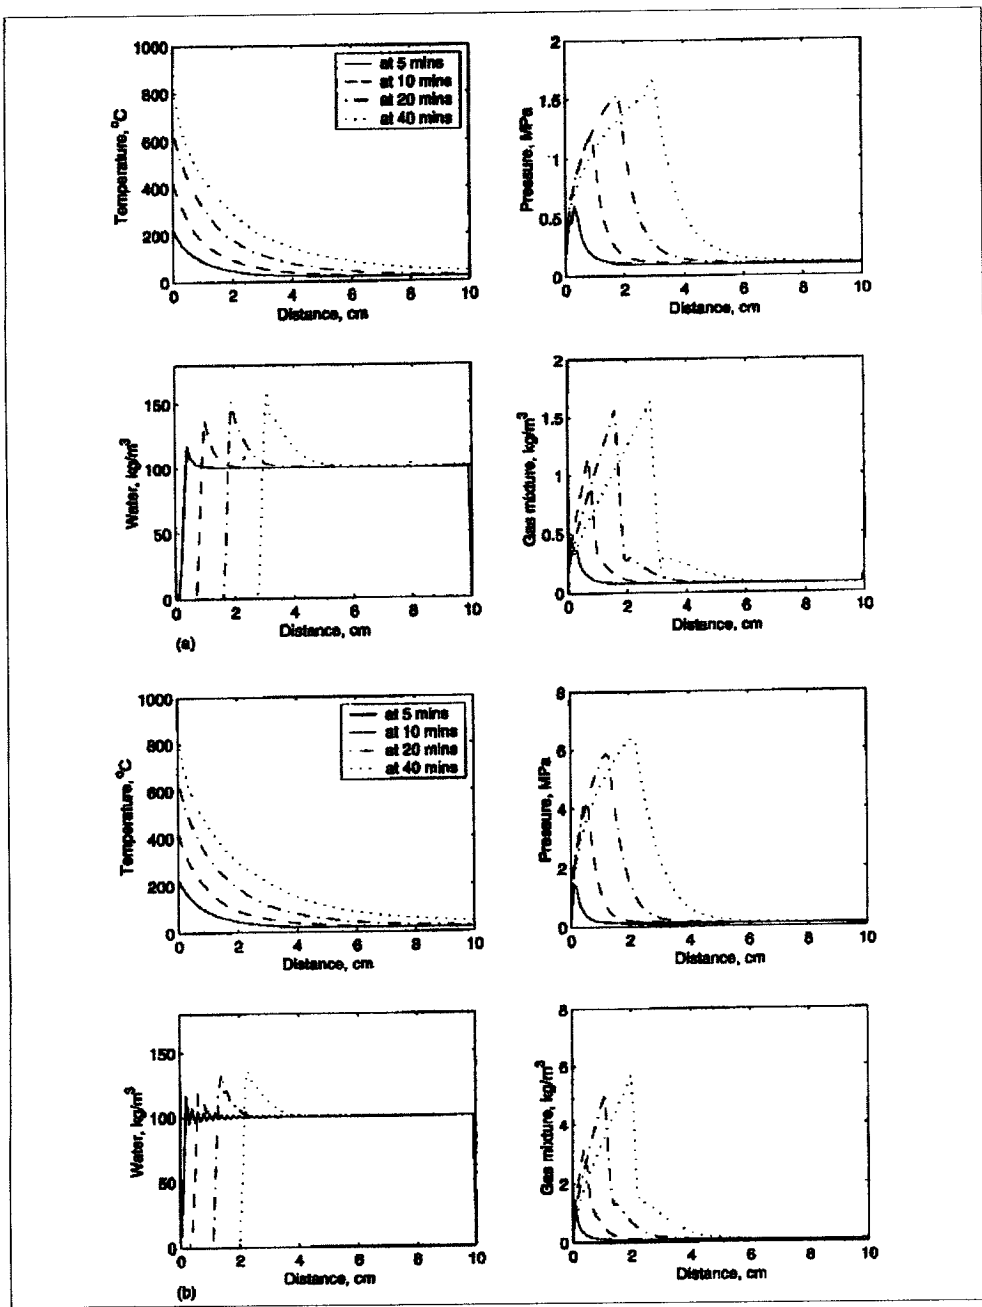 1000
800
600
400
200
0
Temperature, °C
at 5 mins
at 10 mins
at 20 mins
at 40 mins
0 2 4 6 8 10
Distance, cm
2
1.5
1
0.5
0
Pressure, MPa
0 2 4 6 8 10
Distance, cm
150
100
50
0
Water, kg/m³
0 2 4 6 8 10
Distance, cm
(a)
2
1.5
1
0.5
0
Gas mixture, kg/m³
0 2 4 6 8 10
Distance, cm
1000
800
600
400
200
0
Temperature, °C
at 5 mins
at 10 mins
at 20 mins
at 40 mins
0 2 4 6 8 10
Distance, cm
8
6
4
2
0
Pressure, MPa
0 2 4 6 8 10
Distance, cm
150
100
50
0
Water, kg/m³
0 2 4 6 8 10
Distance, cm
(b)
8
6
4
2
0
Gas mixture, kg/m³
0 2 4 6 8 10
Distance, cm